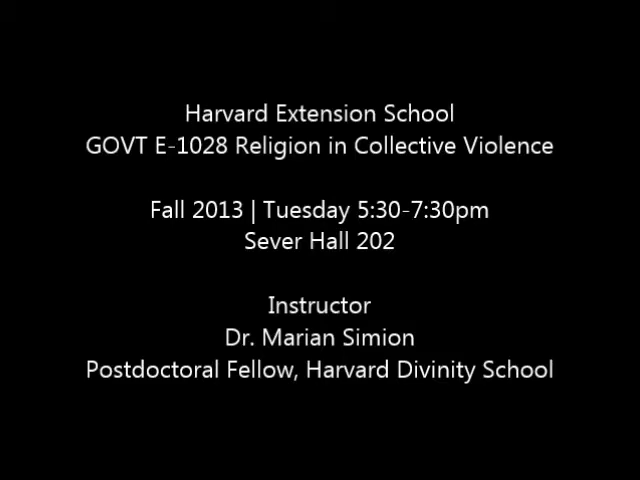 Harvard Extension School
GOVT E-1028 Religion in Collective Violence
Fall 2013 | Tuesday 5:30-7:30pm
Sever Hall 202
Instructor
Dr. Marian Simion
Postdoctoral Fellow, Harvard Divinity School